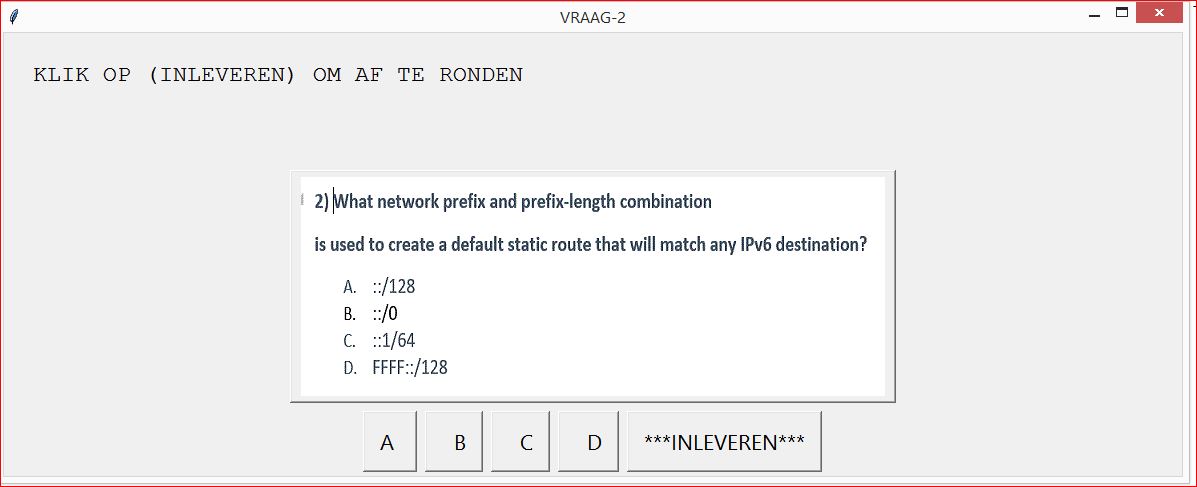 VRAAG-2
KLIK OP (INLEVEREN) OM AF TE RONDEN
2) What network prefix and prefix-length combination
is used to create a default static route that will match any IPv6 destination?
A. ::/128
B. ::/0
C. ::1/64
D. FFFF::/128
A B C D ***INLEVEREN***